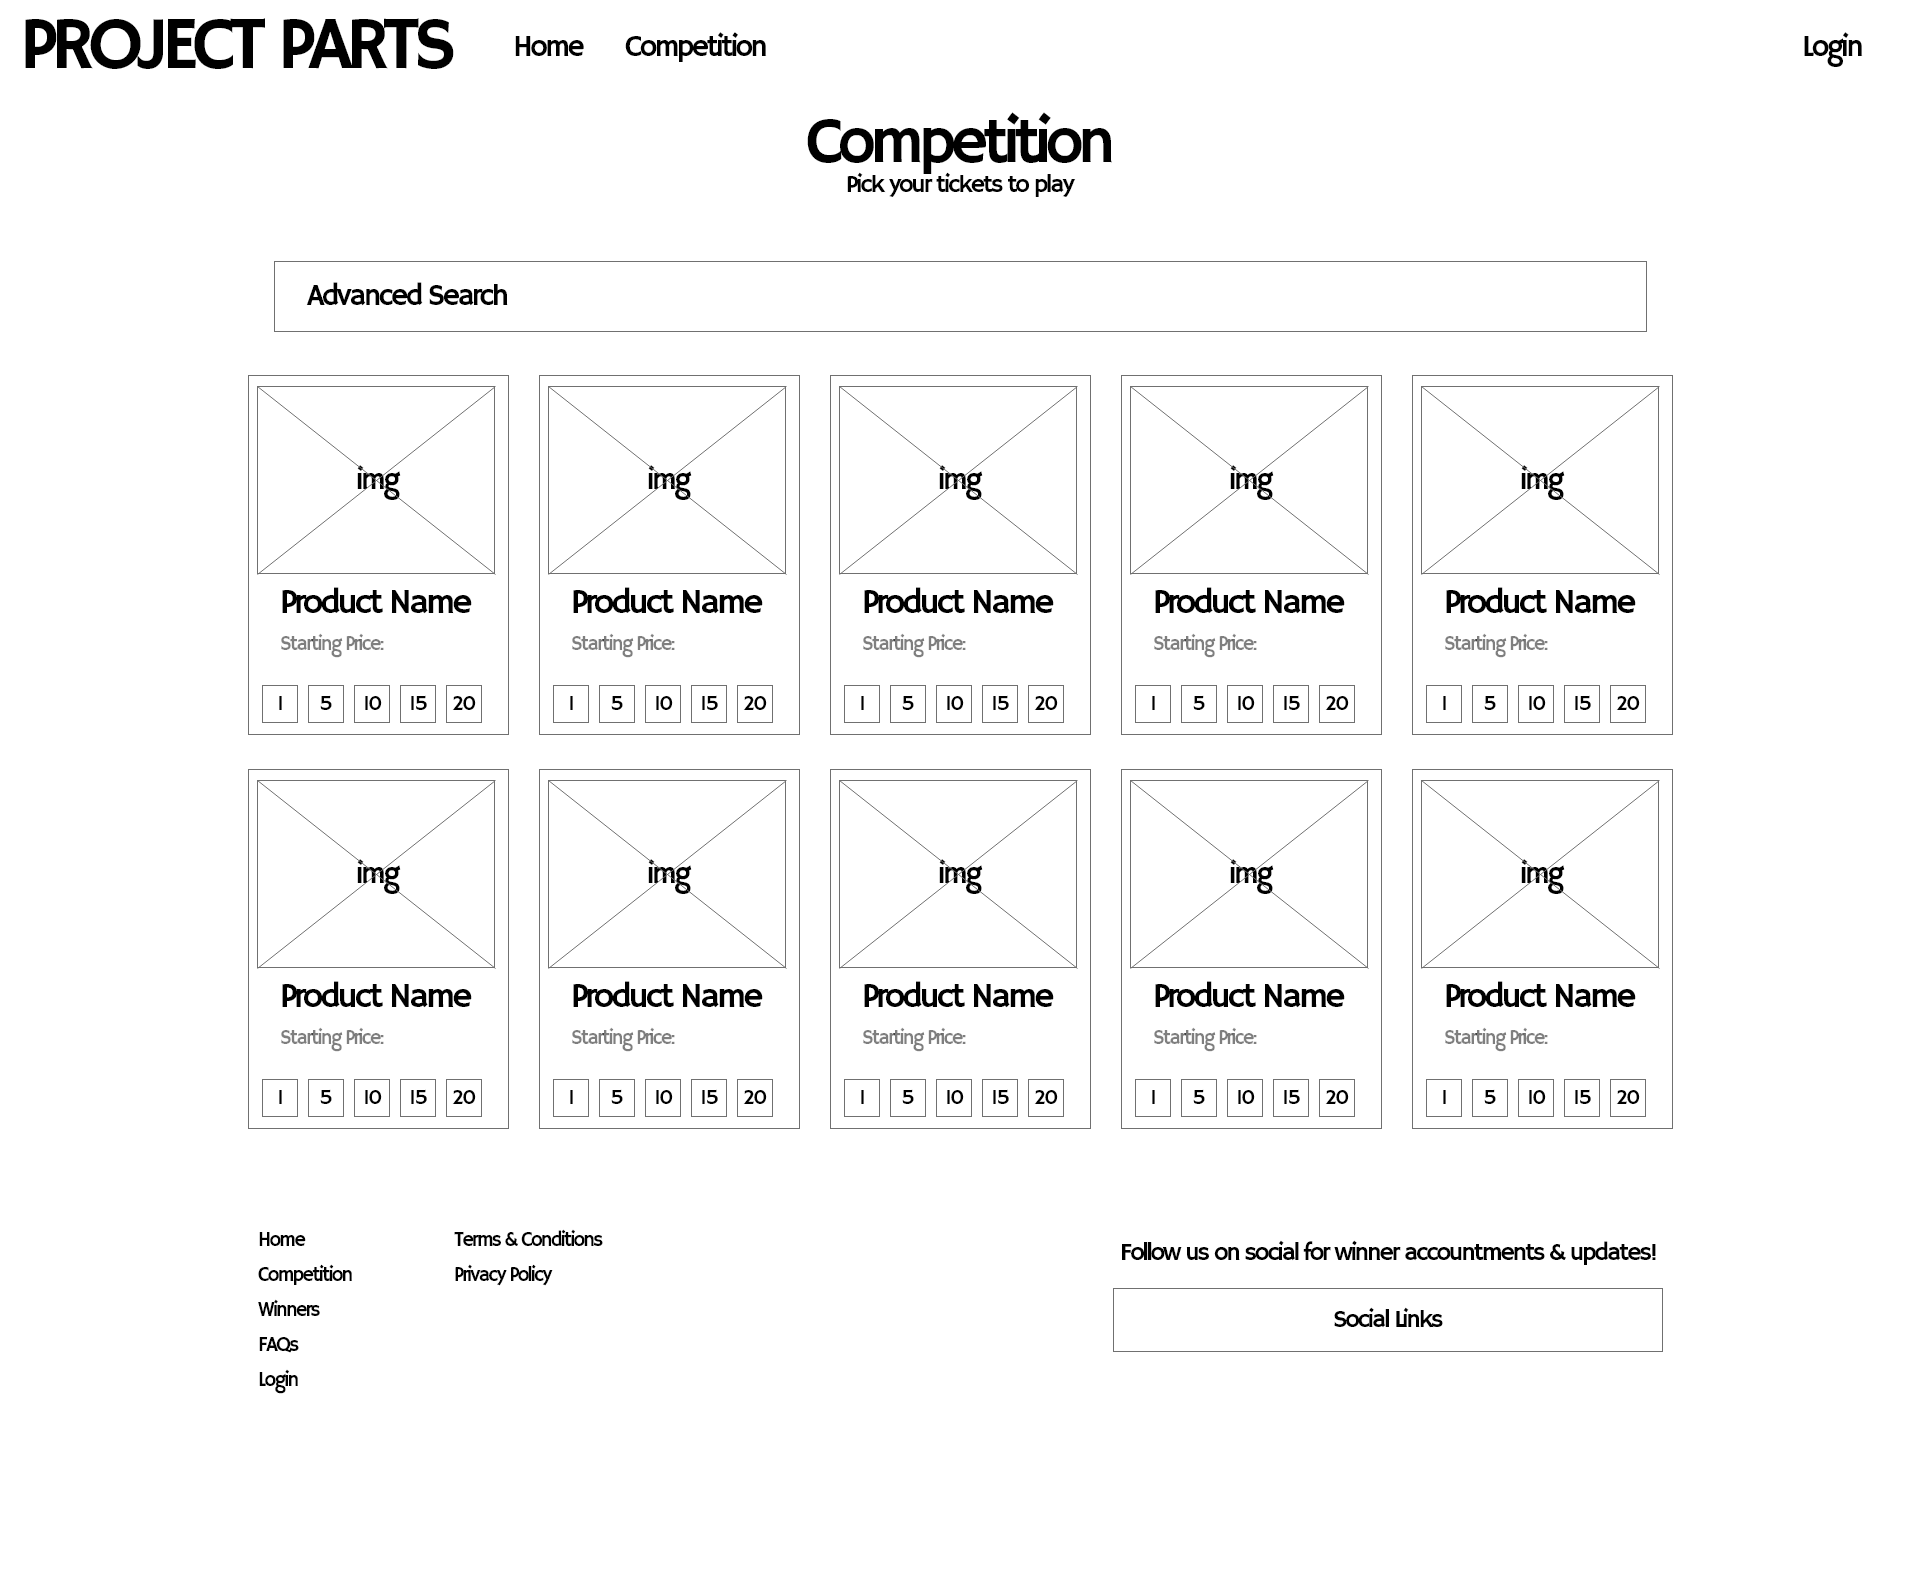 PROJECT PARTS Home Competition Login
Competition
Pick your tickets to play
Advanced Search
img img img img img
Product Name Product Name Product Name Product Name Product Name
Starting Price: Starting Price: Starting Price: Starting Price: Starting Price:
1 5 10 15 20 1 5 10 15 20 1 5 10 15 20 1 5 10 15 20 1 5 10 15 20
img img img img img
Product Name Product Name Product Name Product Name Product Name
Starting Price: Starting Price: Starting Price: Starting Price: Starting Price:
1 5 10 15 20 1 5 10 15 20 1 5 10 15 20 1 5 10 15 20 1 5 10 15 20
Home
Competition
Winners
FAQs
Login
Terms & Conditions
Privacy Policy
Follow us on social for winner accountments & updates!
Social Links